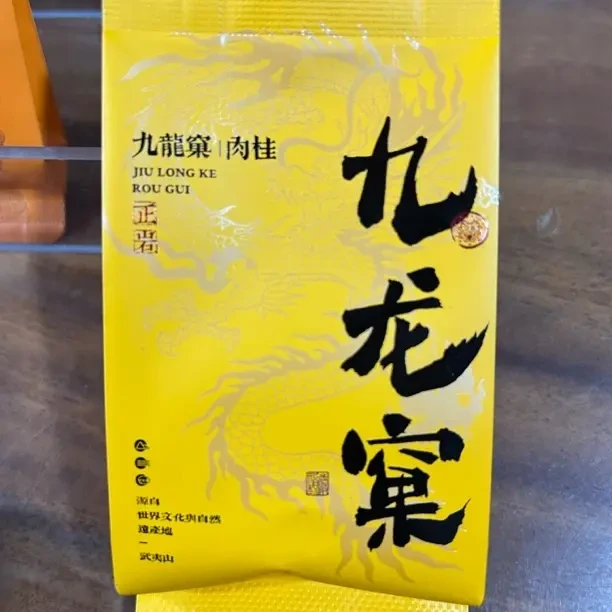 九龍窠 | 肉桂
JIU LONG KE
ROU GUI
正岩
九龙窠
源自
世界文化與自然
遺產地
—
武夷山